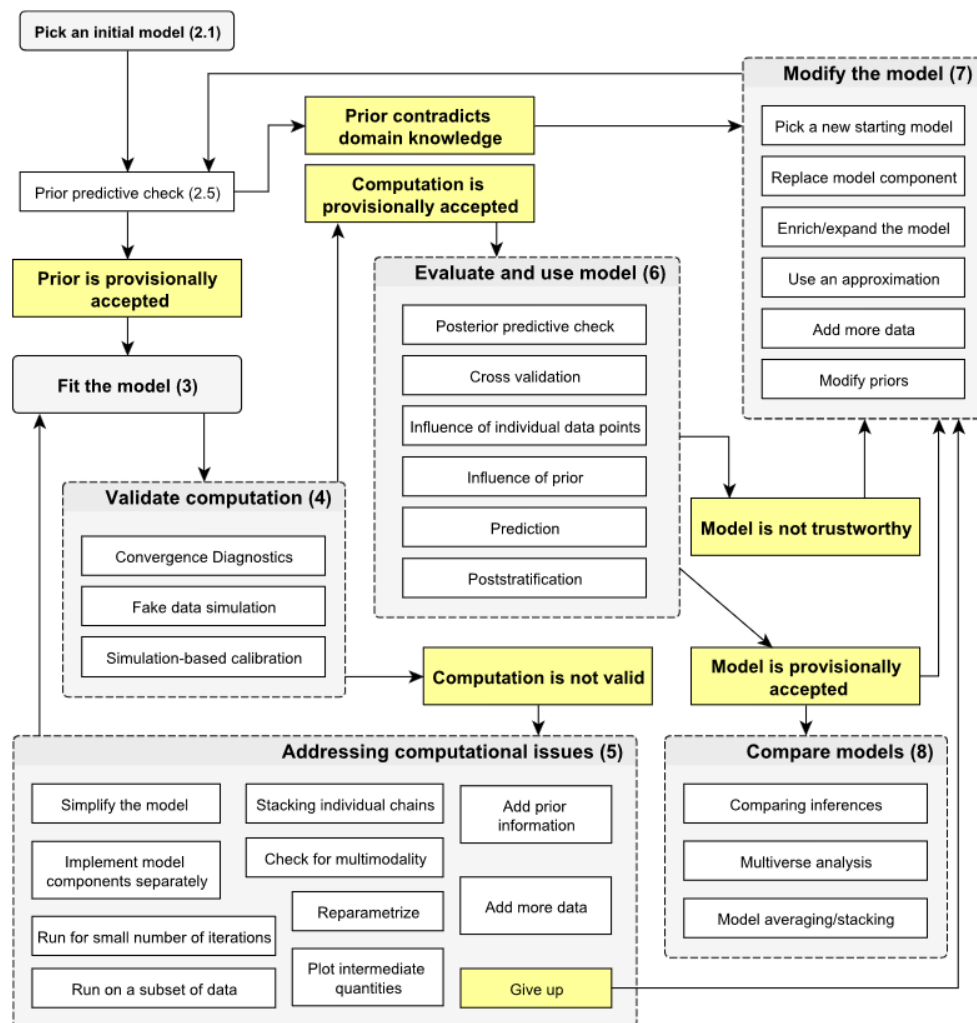 Pick an initial model (2.1)
Prior predictive check (2.5)
Prior is provisionally
accepted
Fit the model (3)
Prior contradicts
domain knowledge
Computation is
provisionally accepted
Modify the model (7)
Pick a new starting model
Replace model component
Enrich/expand the model
Use an approximation
Add more data
Modify priors
Evaluate and use model (6)
Posterior predictive check
Cross validation
Influence of individual data points
Influence of prior
Prediction
Poststratification
Validate computation (4)
Convergence Diagnostics
Fake data simulation
Simulation-based calibration
Model is not trustworthy
Computation is not valid
Model is provisionally
accepted
Addressing computational issues (5)
Simplify the model
Implement model
components separately
Run for small number of iterations
Run on a subset of data
Stacking individual chains
Check for multimodality
Reparametrize
Plot intermediate
quantities
Add prior
information
Add more data
Give up
Compare models (8)
Comparing inferences
Multiverse analysis
Model averaging/stacking